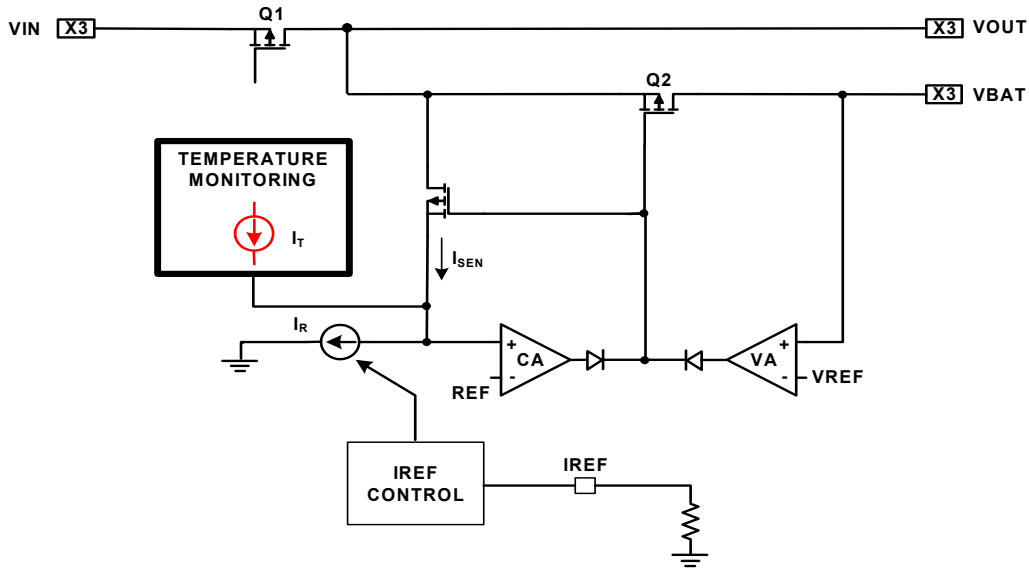 Q1
VIN X3
X3 VOUT
Q2
X3 VBAT
TEMPERATURE
MONITORING
IT
ISEN
IR
+
CA
-
REF
+
VA
-
VREF
IREF
CONTROL
IREF